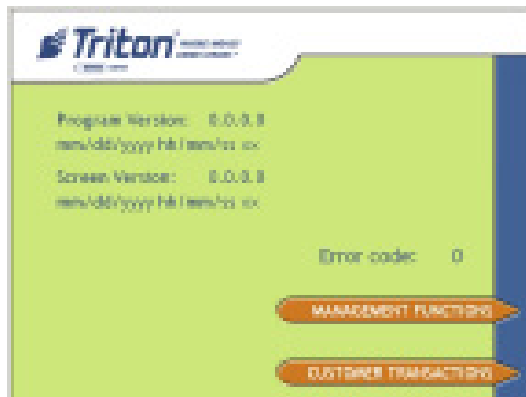 Triton
Program Version: 0.0.0.0
mm/dd/yyyy hh/mm/ss xx
Screen Version: 0.0.0.0
mm/dd/yyyy hh/mm/ss xx
Error code: 0
MANAGEMENT FUNCTIONS
CUSTOMER TRANSACTIONS